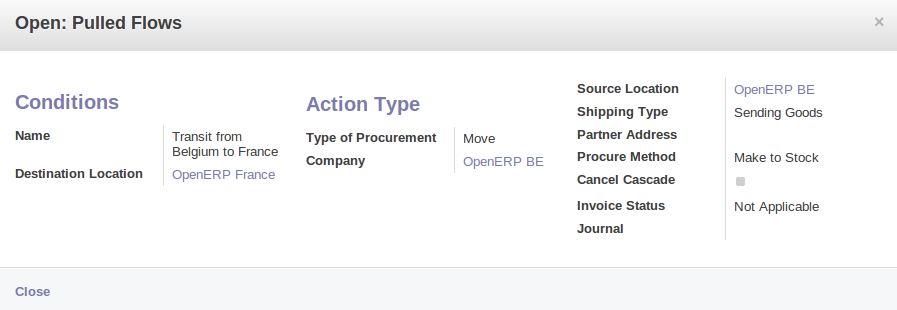 Open: Pulled Flows
×
Conditions
Name
Transit from
Belgium to France
Destination Location
OpenERP France
Action Type
Type of Procurement
Move
Company
OpenERP BE
Source Location
OpenERP BE
Shipping Type
Sending Goods
Partner Address
Procure Method
Make to Stock
Cancel Cascade
Invoice Status
Not Applicable
Journal
Close